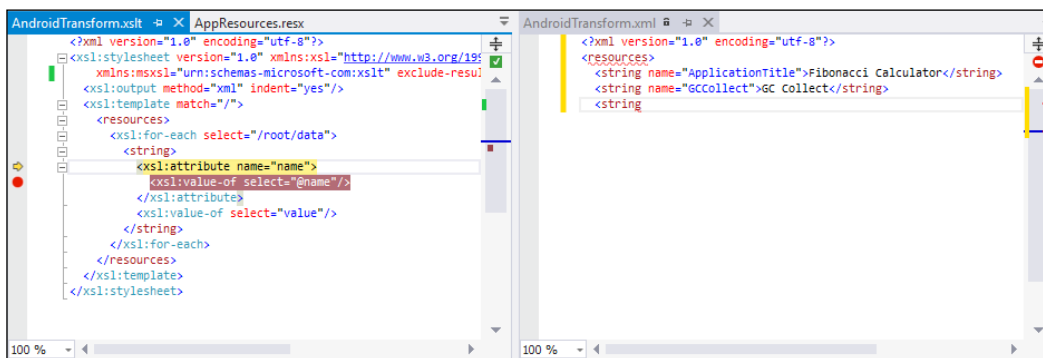 AndroidTransform.xslt AppResources.resx
<?xml version="1.0" encoding="utf-8"?>
<xsl:stylesheet version="1.0" xmlns:xsl="http://www.w3.org/199
xmlns:msxsl="urn:schemas-microsoft-com:xslt" exclude-resul
<xsl:output method="xml" indent="yes"/>
<xsl:template match="/">
<resources>
<xsl:for-each select="/root/data">
<string>
<xsl:attribute name="name">
<xsl:value-of select="@name"/>
</xsl:attribute>
<xsl:value-of select="value"/>
</string>
</xsl:for-each>
</resources>
</xsl:template>
</xsl:stylesheet>
100 %
AndroidTransform.xml
<?xml version="1.0" encoding="utf-8"?>
<resources>
<string name="ApplicationTitle">Fibonacci Calculator</string>
<string name="GCCollect">GC Collect</string>
<string
100 %